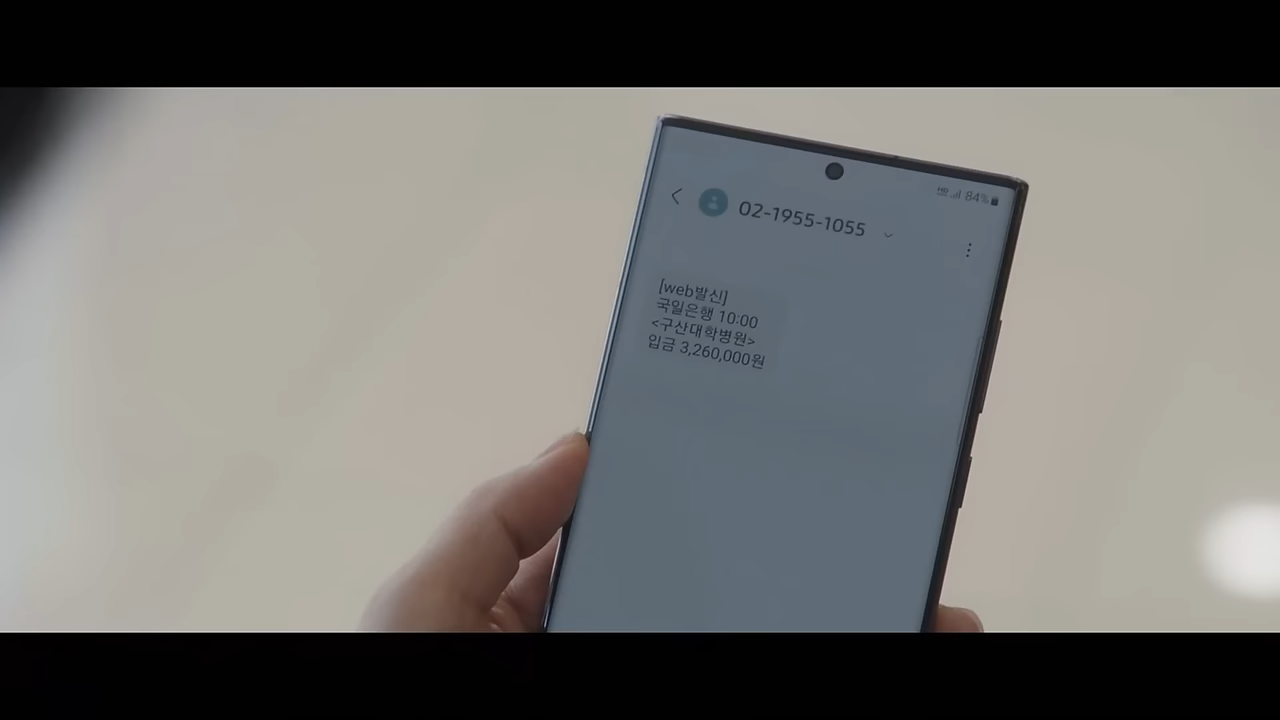 84%
02-1955-1055
[web발신]
국일은행 10:00
<구산대학병원>
입금 3,260,000원